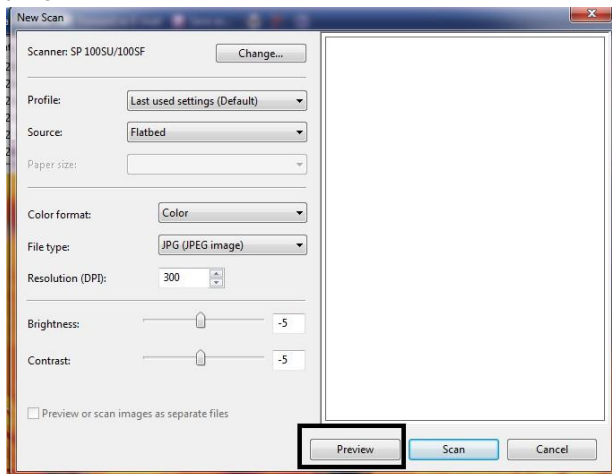 New Scan
Scanner: SP 100SU/100SF
Change...
Profile:
Last used settings (Default)
Source:
Flatbed
Paper size:
Color format:
Color
File type:
JPG (JPEG image)
Resolution (DPI):
300
Brightness:
-5
Contrast:
-5
Preview or scan images as separate files
Preview Scan Cancel